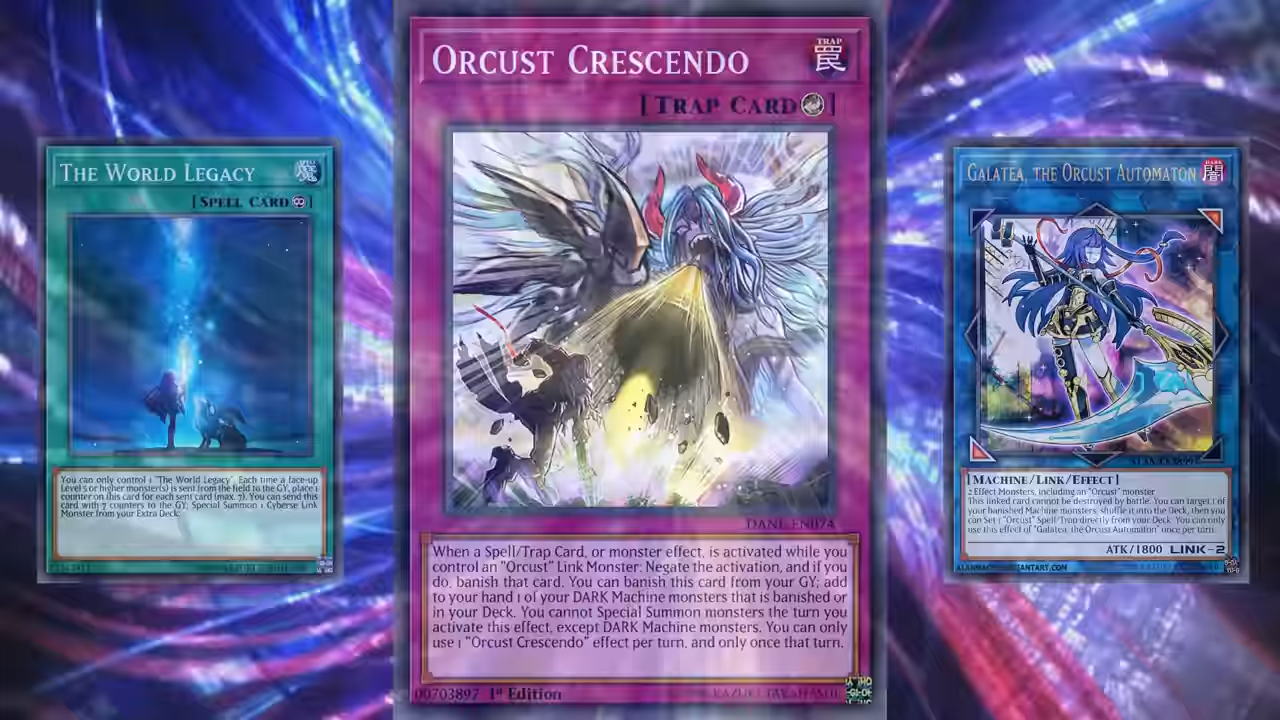 THE WORLD LEGACY
[SPELL CARD]
You can only control 1 "The World Legacy". Each time a face-up
Level 5 or higher monster(s) is sent from the field to the GY, place 1
counter on this card for each sent card (max. 7). You can send this
card with 7 counters to the GY; Special Summon 1 Cyberse Link
Monster from your Extra Deck.
ORCUST CRESCENDO
TRAP
罠
[TRAP CARD]
DANE-EN074
When a Spell/Trap Card, or monster effect, is activated while you
control an "Orcust" Link Monster: Negate the activation, and if you
do, banish that card. You can banish this card from your GY; add
to your hand 1 of your DARK Machine monsters that is banished or
in your Deck. You cannot Special Summon monsters the turn you
activate this effect, except DARK Machine monsters. You can only
use 1 "Orcust Crescendo" effect per turn, and only once that turn.
00703897 1st Edition
KAZUKI TAKAHASHI
GALATEA, THE ORCUST AUTOMATON
DARK
闇
[MACHINE/LINK/EFFECT]
2 Effect Monsters, including an "Orcust" monster
This linked card cannot be destroyed by battle. You can target 1 of
your banished Machine monsters; shuffle it into the Deck, then you
can Set 1 "Orcust" Spell/Trap directly from your Deck. You can only
use this effect of "Galatea, the Orcust Automaton" once per turn.
ATK/1800 LINK-2